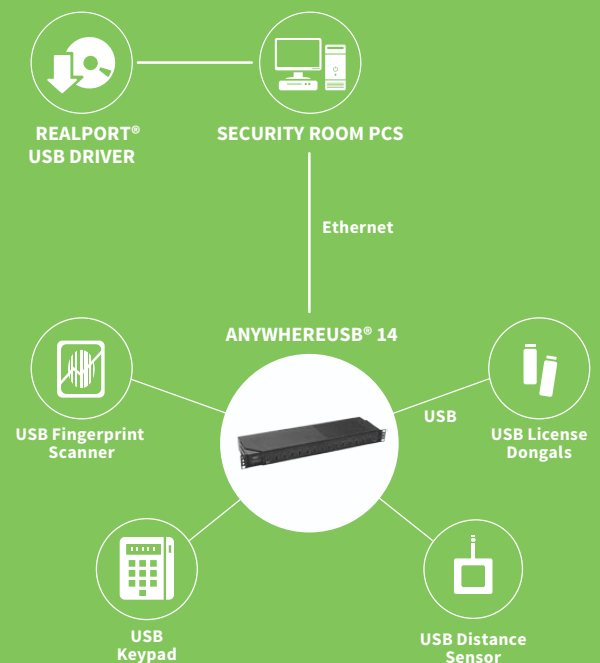 REALPORT®
USB DRIVER
SECURITY ROOM PCS
Ethernet
ANYWHEREUSB® 14
USB Fingerprint
Scanner
USB
USB License
Dongals
USB
Keypad
USB Distance
Sensor